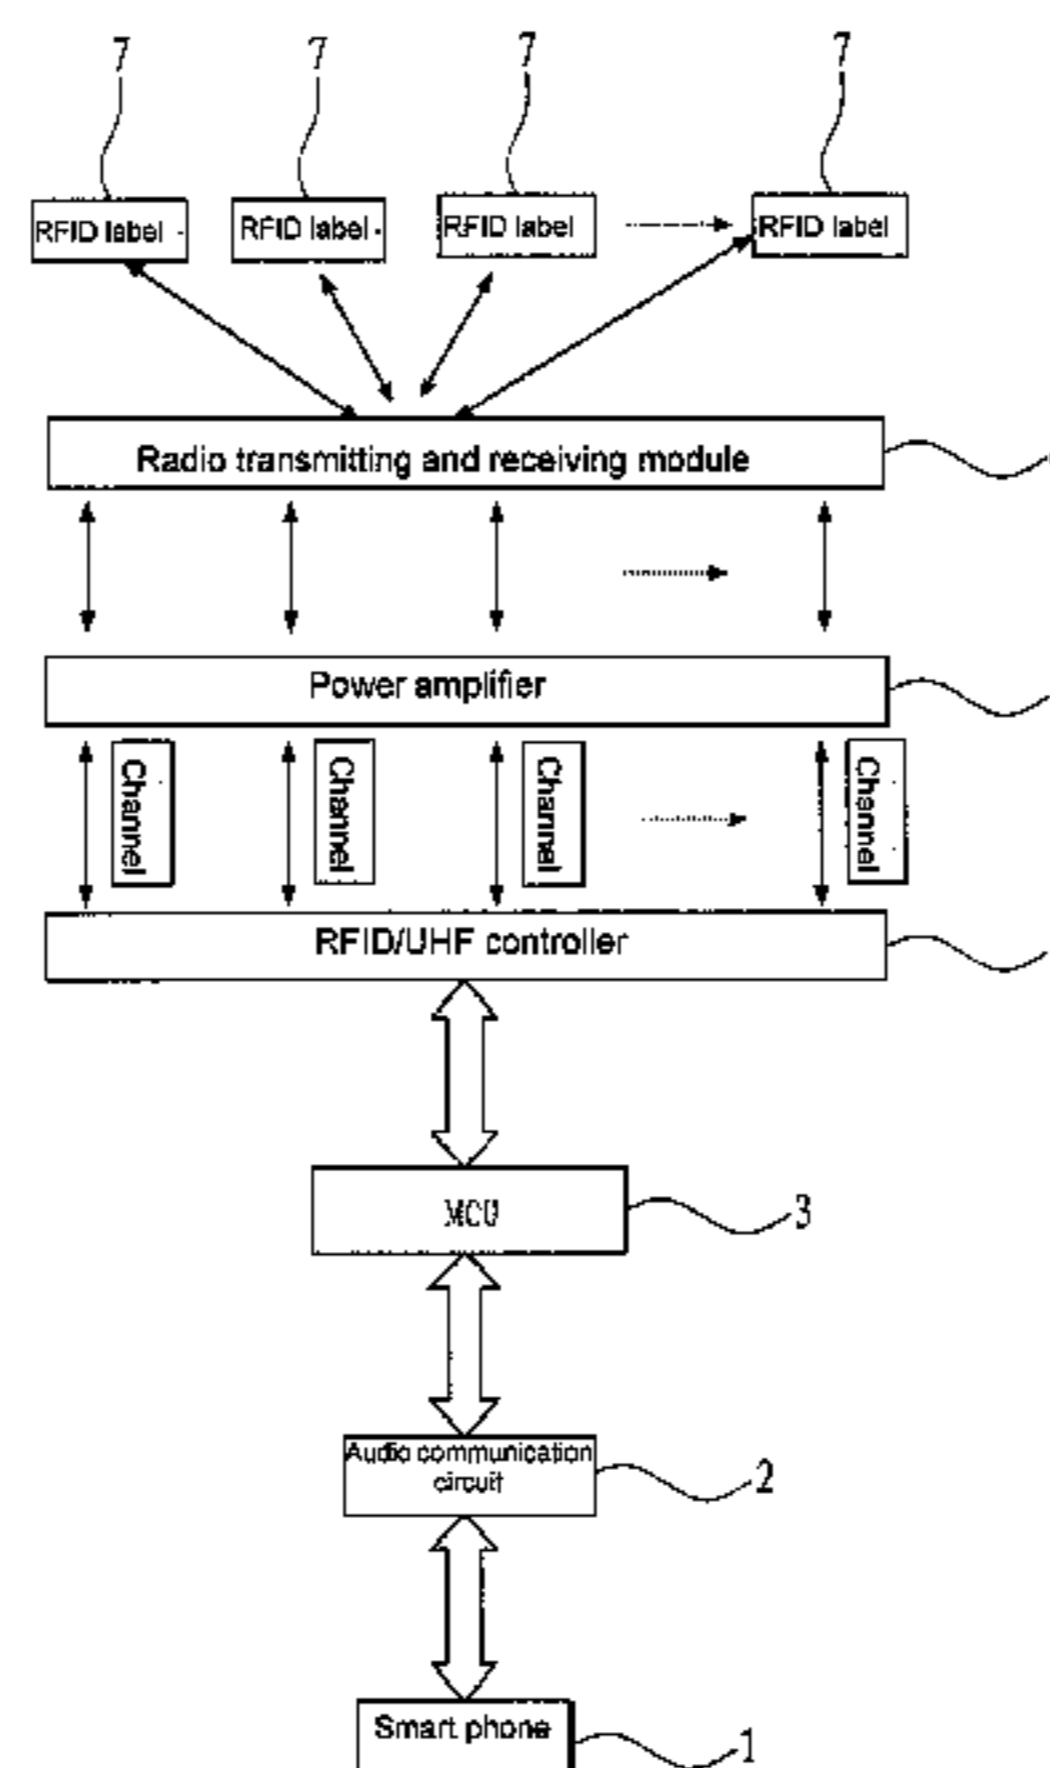 7 7 7 7
RFID label RFID label RFID label RFID label
Radio transmitting and receiving module
Power amplifier
Channel Channel Channel Channel
RFID/UHF controller
MCU
3
Audio communication
circuit
2
Smart phone
1